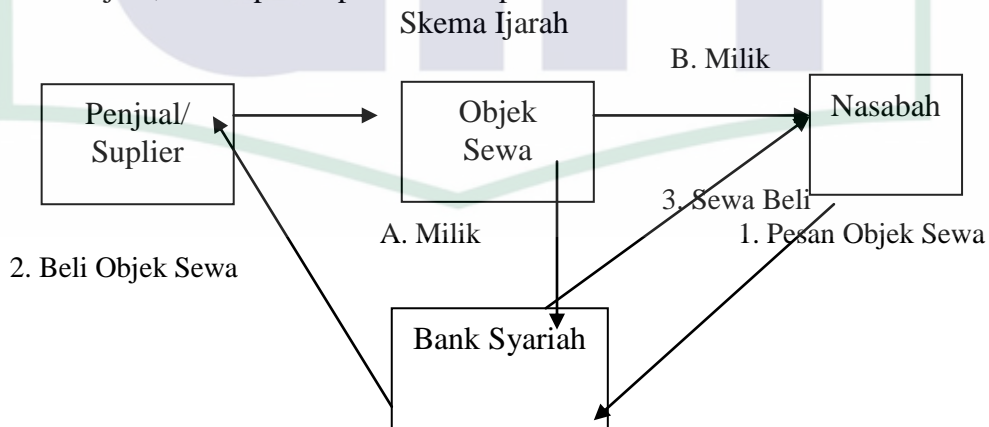 Skema Ijarah
B. Milik
Penjual/
Suplier
Objek
Sewa
Nasabah
3. Sewa Beli
A. Milik
1. Pesan Objek Sewa
2. Beli Objek Sewa
Bank Syariah